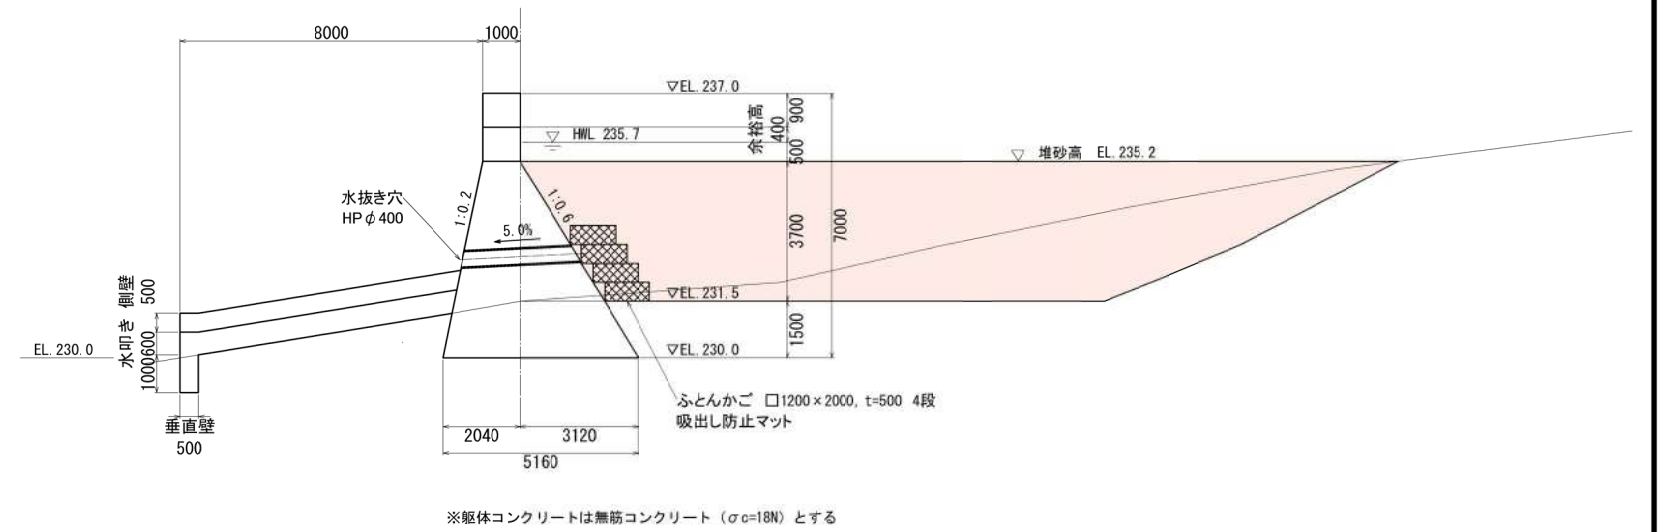 8000
1000
▽EL.237.0
余裕高
900
400
500
▽ HWL 235.7
▽ 堆砂高 EL.235.2
水抜き穴
HPφ400
1:0.2
1:0.6
5.0%
3700
7000
側壁
500
▽EL.231.5
水叩き
600
1000
EL.230.0
1500
▽EL.230.0
ふとんかご □1200×2000, t=500 4段
吸出し防止マット
垂直壁
500
2040
3120
5160
※躯体コンクリートは無筋コンクリート（σc=18N）とする